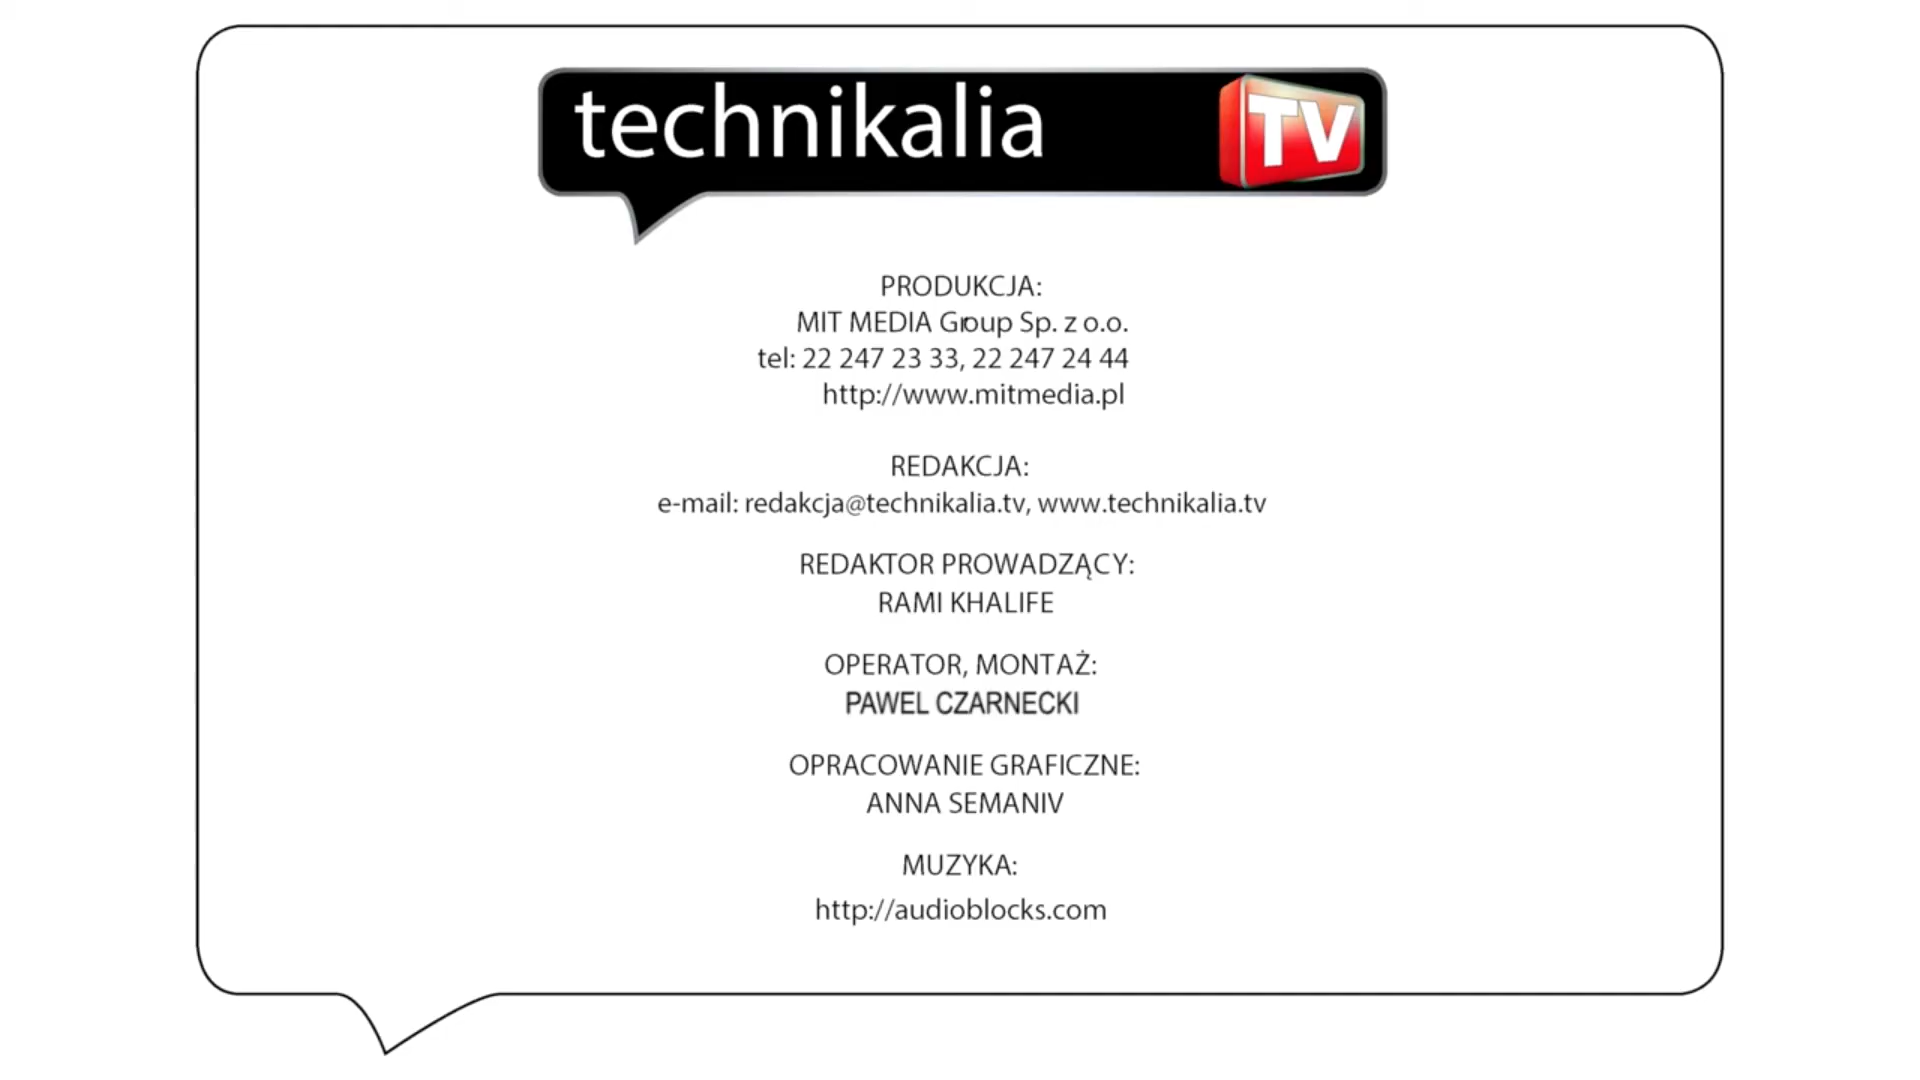 technikalia TV
PRODUKCJA:
MIT MEDIA Group Sp. z o.o.
tel: 22 247 23 33, 22 247 24 44
http://www.mitmedia.pl
REDAKCJA:
e-mail: redakcja@technikalia.tv, www.technikalia.tv
REDAKTOR PROWADZĄCY:
RAMI KHALIFE
OPERATOR, MONTAŻ:
PAWEL CZARNECKI
OPRACOWANIE GRAFICZNE:
ANNA SEMANIV
MUZYKA:
http://audioblocks.com